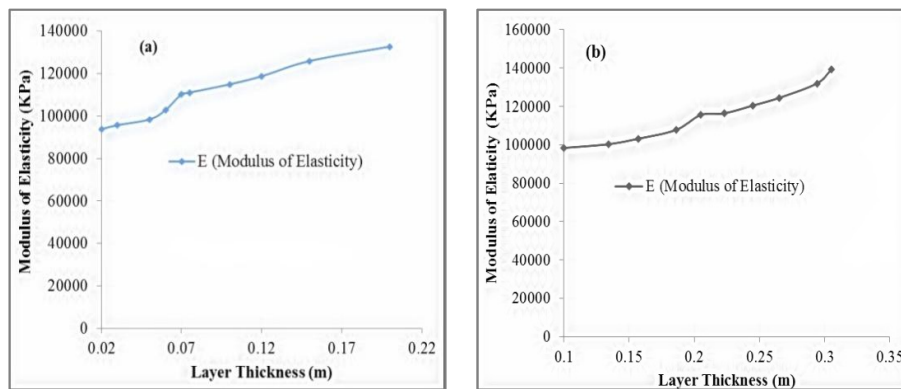 (a)
Modulus of Elasticity (KPa)
140000
120000
100000
80000
60000
40000
20000
0
E (Modulus of Elasticity)
0.02 0.07 0.12 0.17 0.22
Layer Thickness (m)
(b)
Modulus of Elaticity (KPa)
160000
140000
120000
100000
80000
60000
40000
20000
0
E (Modulus of Elasticity)
0.1 0.15 0.2 0.25 0.3 0.35
Layer Thickness (m)